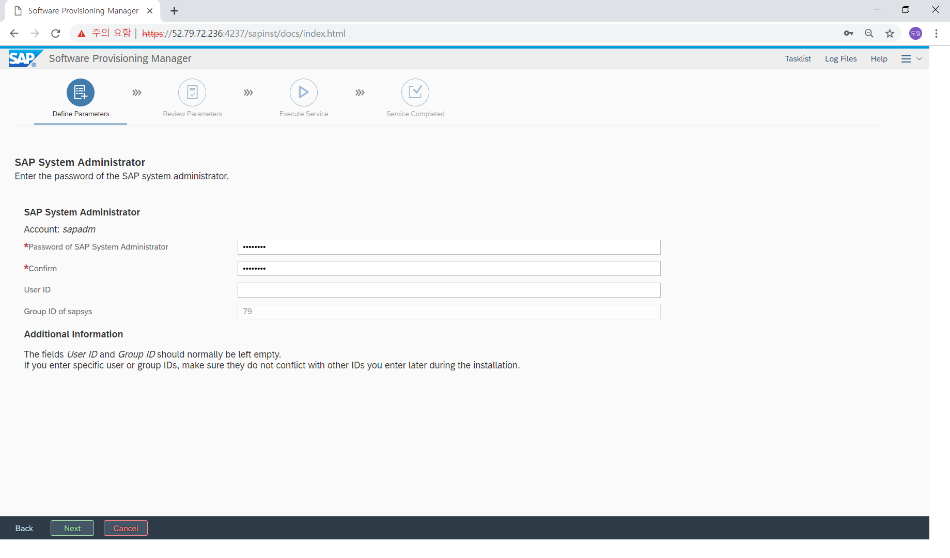 Software Provisioning Manager
주의 요함 | https://52.79.72.236:4237/sapinst/docs/index.html
SAP Software Provisioning Manager Tasklist Log Files Help
Define Parameters Review Parameters Execute Service Service Completed
SAP System Administrator
Enter the password of the SAP system administrator.
SAP System Administrator
Account: sapadm
*Password of SAP System Administrator ••••••••
*Confirm ••••••••
User ID
Group ID of sapsys 79
Additional Information
The fields User ID and Group ID should normally be left empty.
If you enter specific user or group IDs, make sure they do not conflict with other IDs you enter later during the installation.
Back Next Cancel